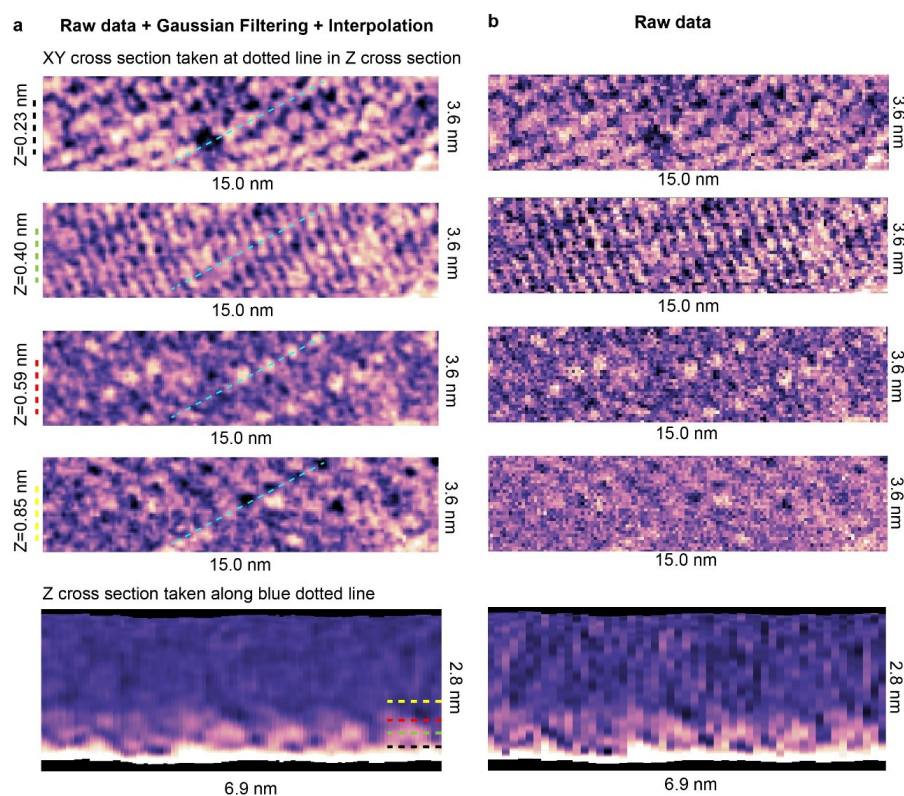 a Raw data + Gaussian Filtering + Interpolation
XY cross section taken at dotted line in Z cross section
Z=0.23 nm
3.6 nm
15.0 nm
Z=0.40 nm
3.6 nm
15.0 nm
Z=0.59 nm
3.6 nm
15.0 nm
Z=0.85 nm
3.6 nm
15.0 nm
Z cross section taken along blue dotted line
2.8 nm
6.9 nm
b Raw data
3.6 nm
15.0 nm
3.6 nm
15.0 nm
3.6 nm
15.0 nm
3.6 nm
15.0 nm
2.8 nm
6.9 nm